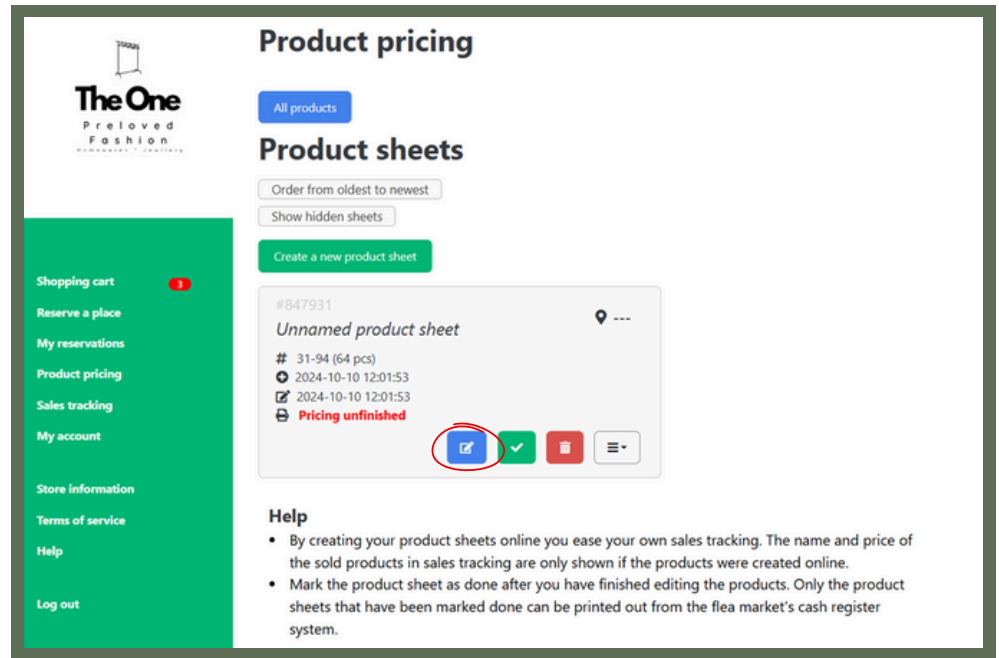 The One
Preloved
Fashion
Homewares * Jewllery
Shopping cart
3
Reserve a place
My reservations
Product pricing
Sales tracking
My account
Store information
Terms of service
Help
Log out
Product pricing
All products
Product sheets
Order from oldest to newest
Show hidden sheets
Create a new product sheet
#847931
Unnamed product sheet
---
# 31-94 (64 pcs)
2024-10-10 12:01:53
2024-10-10 12:01:53
Pricing unfinished
Help
• By creating your product sheets online you ease your own sales tracking. The name and price of
the sold products in sales tracking are only shown if the products were created online.
• Mark the product sheet as done after you have finished editing the products. Only the product
sheets that have been marked done can be printed out from the flea market's cash register
system.